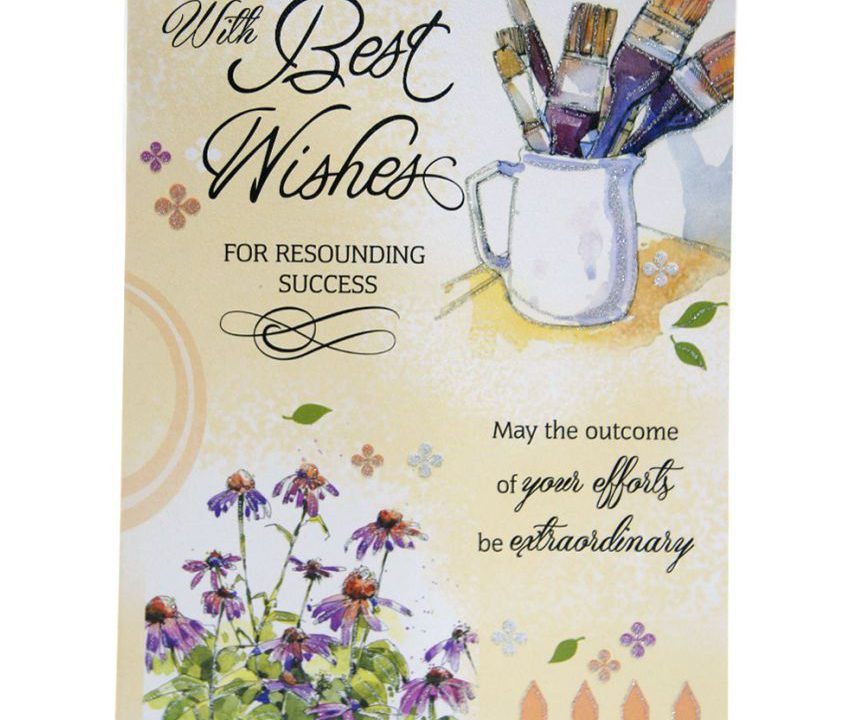 With Best
Wishes
FOR RESOUNDING
SUCCESS
May the outcome
of your efforts
be extraordinary